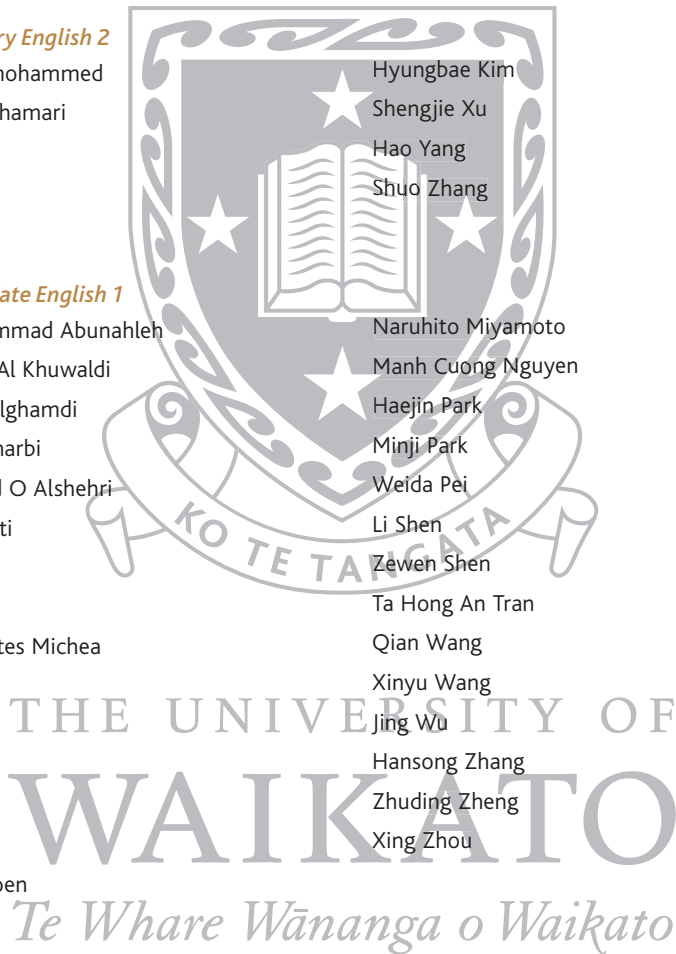 ry English 2
nohammed
hamari
Hyungbae Kim
Shengjie Xu
Hao Yang
Shuo Zhang
ate English 1
mmad Abunahleh
Al Khuwaldi
lghamdi
harbi
d O Alshehri
ti
tes Michea
oen
Naruhito Miyamoto
Manh Cuong Nguyen
Haejin Park
Minji Park
Weida Pei
Li Shen
Zewen Shen
Ta Hong An Tran
Qian Wang
Xinyu Wang
Jing Wu
Hansong Zhang
Zhuding Zheng
Xing Zhou
KO TE TANGATA
THE UNIVERSITY OF
WAIKATO
Te Whare Wānanga o Waikato